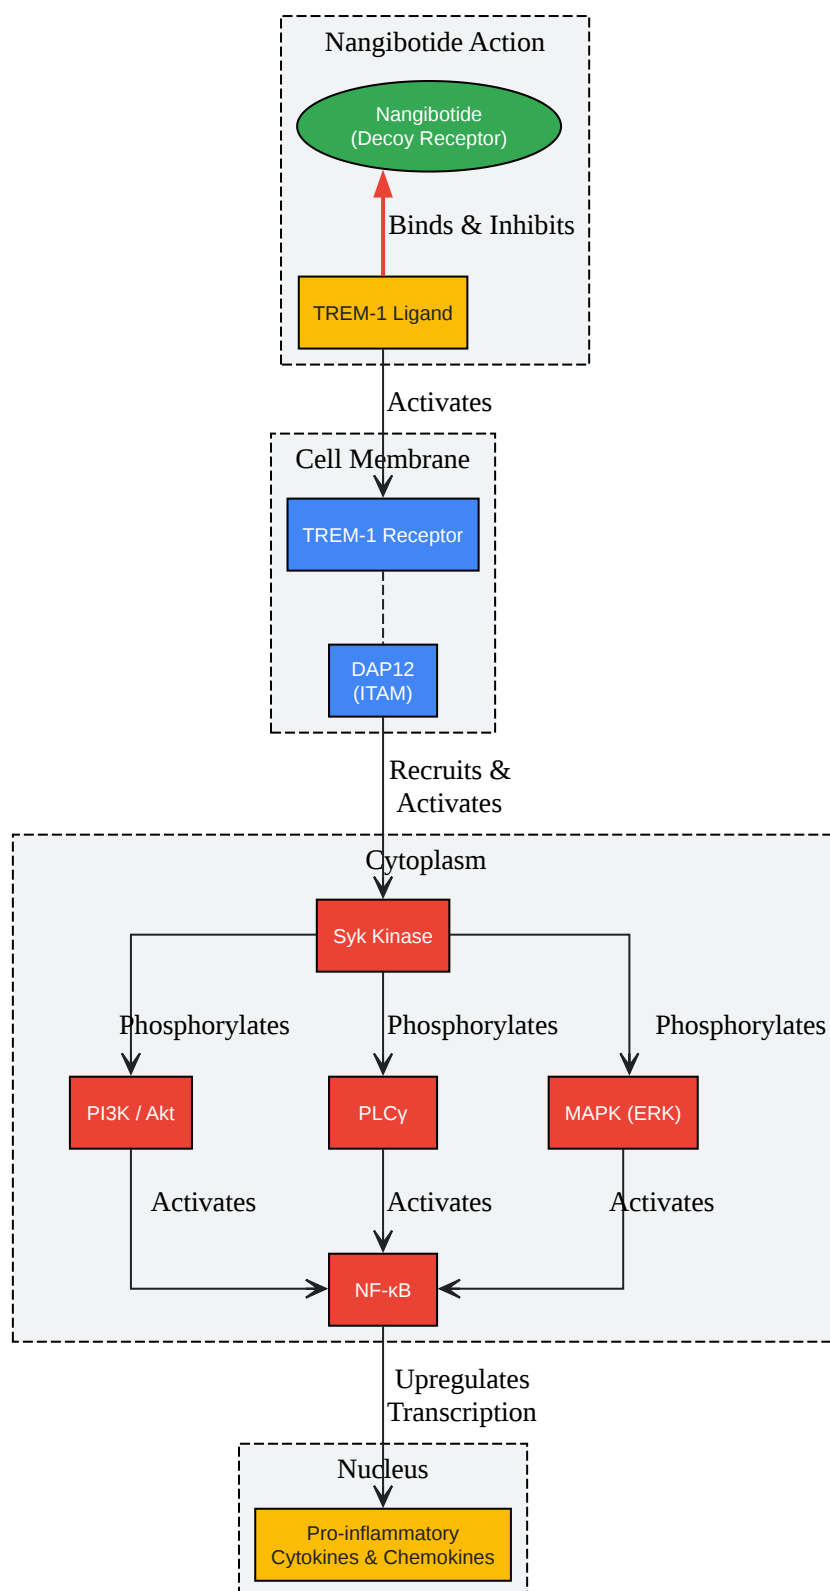 Nangibotide Action
Nangibotide
(Decoy Receptor)
Binds & Inhibits
TREM-1 Ligand
Activates
Cell Membrane
TREM-1 Receptor
DAP12
(ITAM)
Recruits &
Activates
Cytoplasm
Syk Kinase
Phosphorylates
Phosphorylates
Phosphorylates
PI3K / Akt
PLCγ
MAPK (ERK)
Activates
Activates
Activates
NF-κB
Upregulates
Transcription
Nucleus
Pro-inflammatory
Cytokines & Chemokines